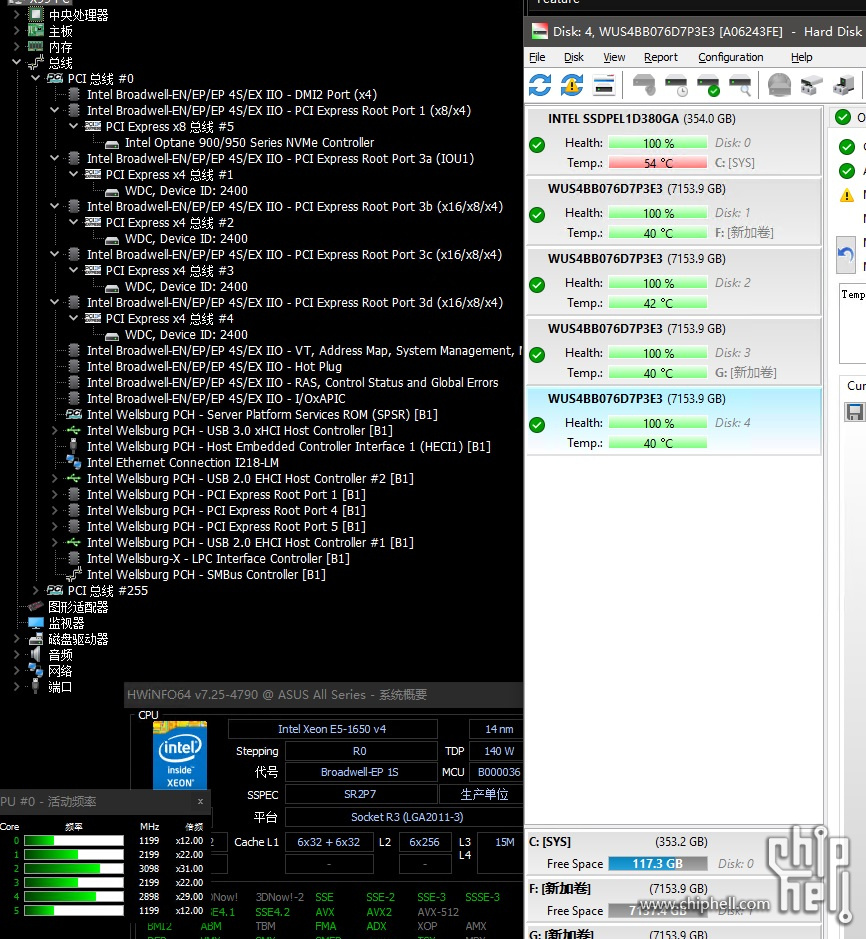 中央处理器
主板
内存
总线
PCI 总线 #0
Intel Broadwell-EN/EP/EP 4S/EX IIO - DMI2 Port (x4)
Intel Broadwell-EN/EP/EP 4S/EX IIO - PCI Express Root Port 1 (x8/x4)
PCI Express x8 总线 #5
Intel Optane 900/950 Series NVMe Controller
Intel Broadwell-EN/EP/EP 4S/EX IIO - PCI Express Root Port 3a (IOU1)
PCI Express x4 总线 #1
WDC, Device ID: 2400
Intel Broadwell-EN/EP/EP 4S/EX IIO - PCI Express Root Port 3b (x16/x8/x4)
PCI Express x4 总线 #2
WDC, Device ID: 2400
Intel Broadwell-EN/EP/EP 4S/EX IIO - PCI Express Root Port 3c (x16/x8/x4)
PCI Express x4 总线 #3
WDC, Device ID: 2400
Intel Broadwell-EN/EP/EP 4S/EX IIO - PCI Express Root Port 3d (x16/x8/x4)
PCI Express x4 总线 #4
WDC, Device ID: 2400
Intel Broadwell-EN/EP/EP 4S/EX IIO - VT, Address Map, System Management,
Intel Broadwell-EN/EP/EP 4S/EX IIO - Hot Plug
Intel Broadwell-EN/EP/EP 4S/EX IIO - RAS, Control Status and Global Errors
Intel Broadwell-EN/EP/EP 4S/EX IIO - I/OxAPIC
Intel Wellsburg PCH - Server Platform Services ROM (SPSR) [B1]
Intel Wellsburg PCH - USB 3.0 xHCI Host Controller [B1]
Intel Wellsburg PCH - Host Embedded Controller Interface 1 (HECI1) [B1]
Intel Ethernet Connection I218-LM
Intel Wellsburg PCH - USB 2.0 EHCI Host Controller #2 [B1]
Intel Wellsburg PCH - PCI Express Root Port 1 [B1]
Intel Wellsburg PCH - PCI Express Root Port 4 [B1]
Intel Wellsburg PCH - PCI Express Root Port 5 [B1]
Intel Wellsburg PCH - USB 2.0 EHCI Host Controller #1 [B1]
Intel Wellsburg-X - LPC Interface Controller [B1]
Intel Wellsburg PCH - SMBus Controller [B1]
PCI 总线 #255
图形适配器
监视器
磁盘驱动器
音频
网络
端口
Disk: 4, WUS4BB076D7P3E3 [A06243FE] - Hard Disk
File Disk View Report Configuration Help
INTEL SSDPEL1D380GA (354.0 GB)
Health: 100 % Disk: 0
Temp.: 54 °C C: [SYS]
WUS4BB076D7P3E3 (7153.9 GB)
Health: 100 % Disk: 1
Temp.: 40 °C F: [新加卷]
WUS4BB076D7P3E3 (7153.9 GB)
Health: 100 % Disk: 2
Temp.: 42 °C
WUS4BB076D7P3E3 (7153.9 GB)
Health: 100 % Disk: 3
Temp.: 40 °C G: [新加卷]
WUS4BB076D7P3E3 (7153.9 GB)
Health: 100 % Disk: 4
Temp.: 40 °C
Temp
Cur
C: [SYS] (353.2 GB)
Free Space 117.3 GB Disk: 0
F: [新加卷] (7153.9 GB)
Free Space 7137.4 GB Disk: 1
G: [新加卷] (7153.9 GB)
chip hell
www.chiphell.com
HWiNFO64 v7.25-4790 @ ASUS All Series - 系统概要
CPU
intel
inside
XEON
Intel Xeon E5-1650 v4 14 nm
Stepping R0 TDP 140 W
代号 Broadwell-EP 1S MCU B000036
SSPEC SR2P7 生产单位
平台 Socket R3 (LGA2011-3)
Cache L1 6x32 + 6x32 L2 6x256 L3 15M
- - L4
3DNow!-2 SSE SSE-2 SSE-3 SSSE-3
SSE4.2 AVX AVX2 AVX-512
BMI2 ABM TBM FMA ADX XOP AMX
PU #0 - 活动频率 x
Core 频率 MHz 倍频
0 1199 x12.00
1 2199 x22.00
2 3098 x31.00
3 2199 x22.00
4 2898 x29.00
5 1199 x12.00